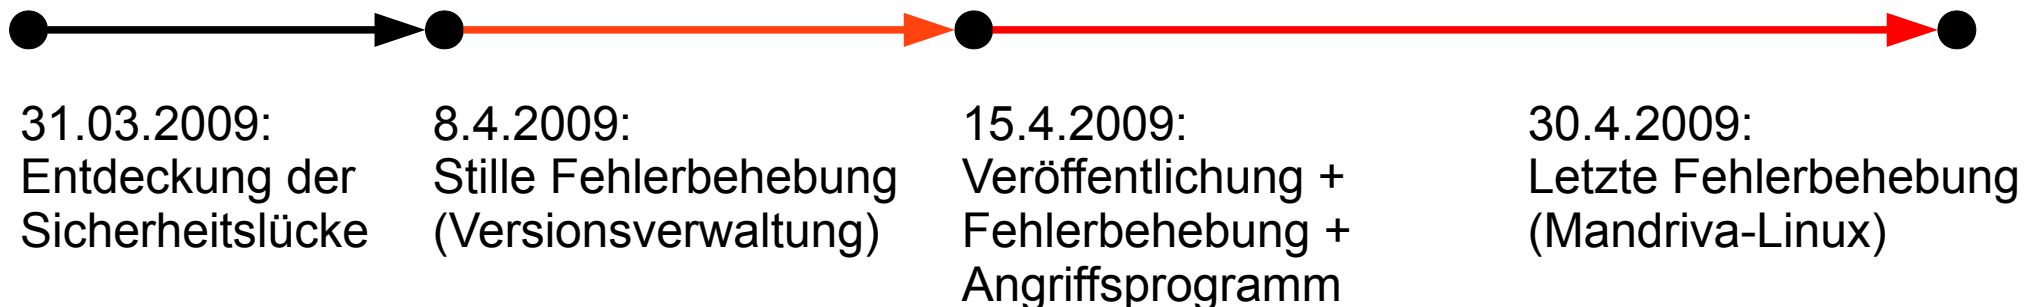 31.03.2009:
Entdeckung der
Sicherheitslücke
8.4.2009:
Stille Fehlerbehebung
(Versionsverwaltung)
15.4.2009:
Veröffentlichung +
Fehlerbehebung +
Angriffsprogramm
30.4.2009:
Letzte Fehlerbehebung
(Mandriva-Linux)